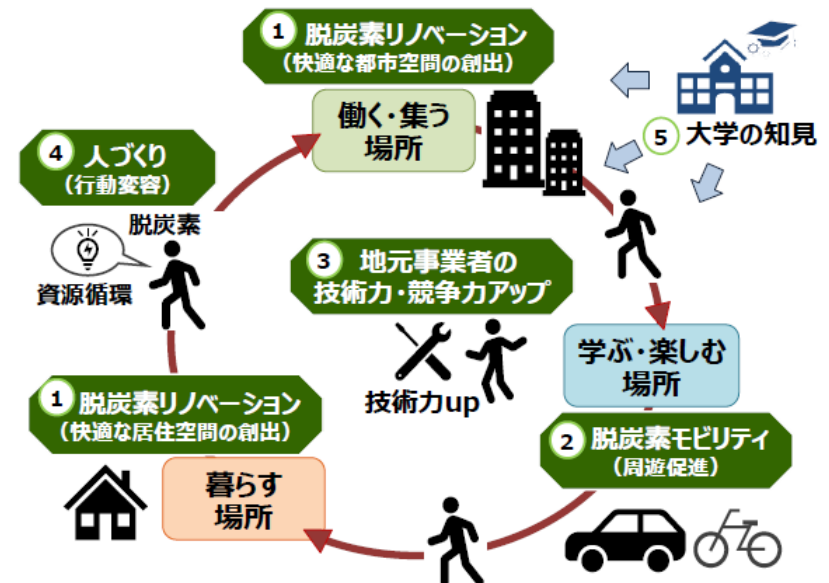 ① 脱炭素リノベーション
（快適な都市空間の創出）
働く・集う
場所
⑤ 大学の知見
④ 人づくり
（行動変容）
脱炭素
資源循環
③ 地元事業者の
技術力・競争力アップ
技術力up
学ぶ・楽しむ
場所
① 脱炭素リノベーション
（快適な居住空間の創出）
② 脱炭素モビリティ
（周遊促進）
暮らす
場所